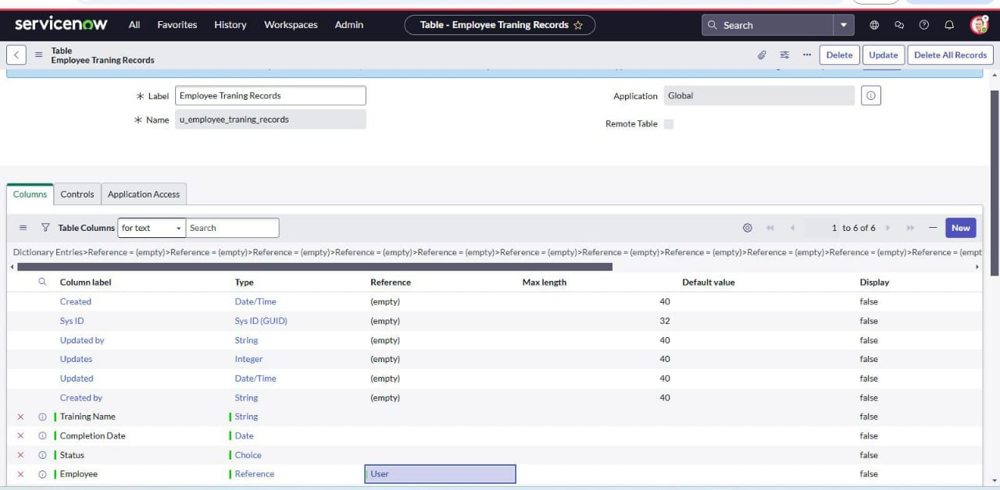 servicenow All Favorites History Workspaces Admin Table - Employee Traning Records Search
Table
Employee Traning Records
Delete Update Delete All Records
Label Employee Traning Records Application Global
Name u_employee_traning_records
Remote Table
Columns Controls Application Access
Table Columns for text Search 1 to 6 of 6 New
Dictionary Entries>Reference = (empty)>Reference = (empty)>Reference = (empty)>Reference = (empty)>Reference = (empty)>Reference = (empty)>Reference = (empty)>Reference = (empty)>Reference = (empty)>Reference = (empty)>Reference = (empt
Column label Type Reference Max length Default value Display
Created Date/Time (empty) 40 false
Sys ID Sys ID (GUID) (empty) 32 false
Updated by String (empty) 40 false
Updates Integer (empty) 40 false
Updated Date/Time (empty) 40 false
Created by String (empty) 40 false
Training Name String false
Completion Date Date false
Status Choice false
Employee Reference User false